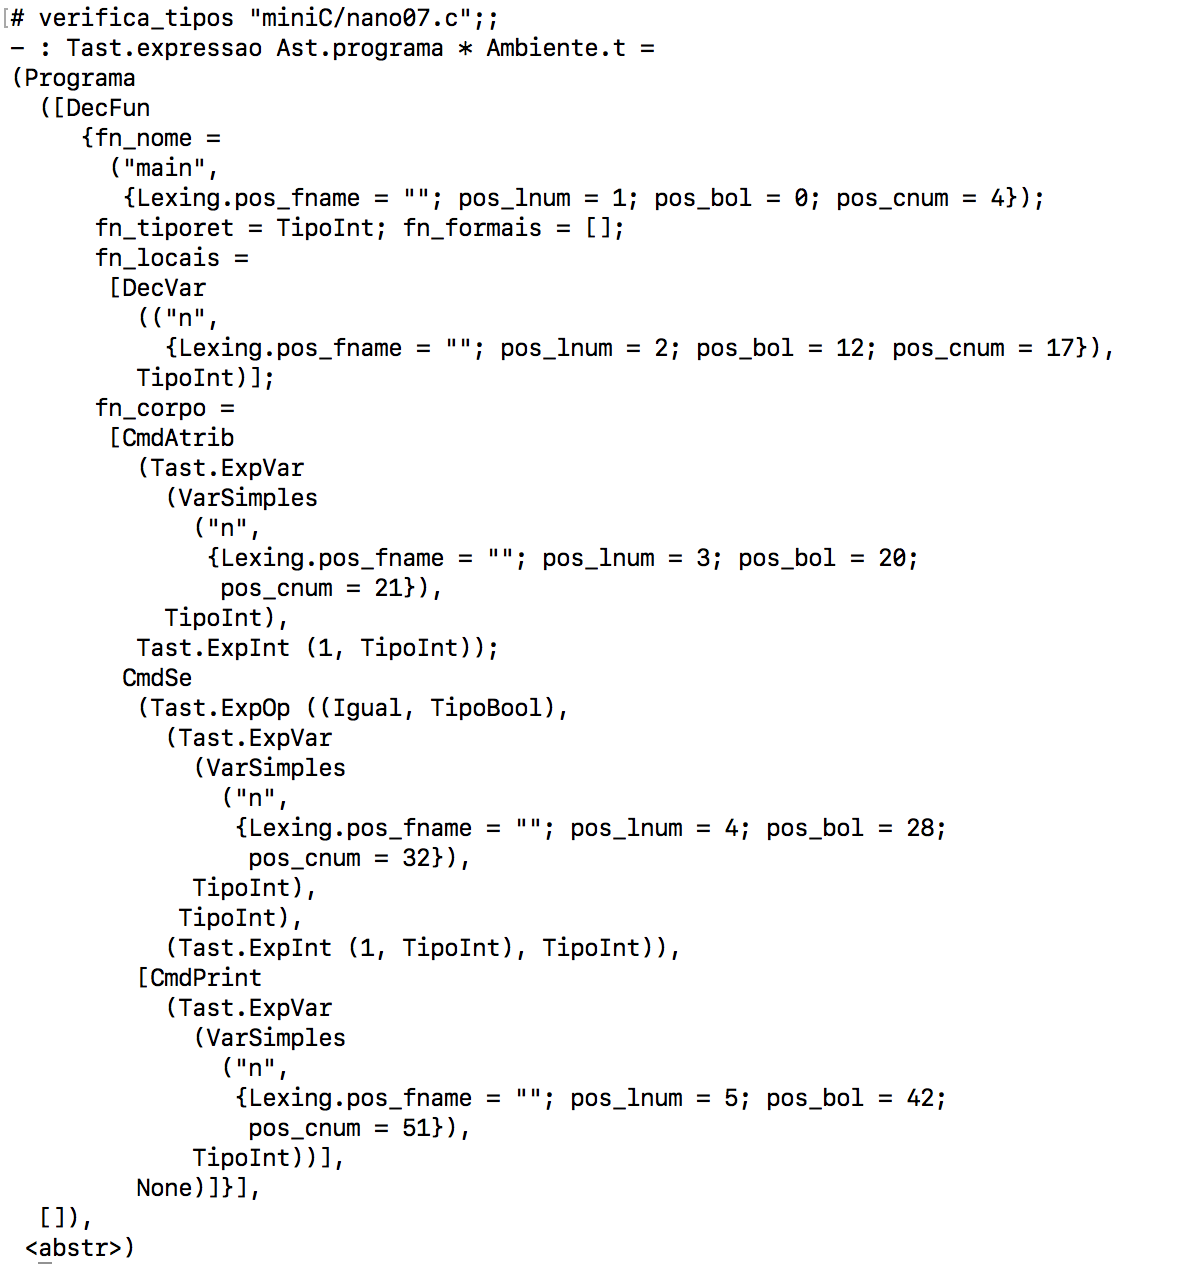 [# verifica_tipos "miniC/nano07.c";;
- : Tast.expressao Ast.programa * Ambiente.t =
(Programa
  ([DecFun
     {fn_nome =
       ("main",
        {Lexing.pos_fname = ""; pos_lnum = 1; pos_bol = 0; pos_cnum = 4});
      fn_tiporet = TipoInt; fn_formais = [];
      fn_locais =
       [DecVar
         (("n",
           {Lexing.pos_fname = ""; pos_lnum = 2; pos_bol = 12; pos_cnum = 17}),
         TipoInt)];
      fn_corpo =
       [CmdAtrib
         (Tast.ExpVar
           (VarSimples
             ("n",
              {Lexing.pos_fname = ""; pos_lnum = 3; pos_bol = 20;
               pos_cnum = 21}),
           TipoInt),
         Tast.ExpInt (1, TipoInt));
        CmdSe
         (Tast.ExpOp ((Igual, TipoBool),
           (Tast.ExpVar
             (VarSimples
               ("n",
                {Lexing.pos_fname = ""; pos_lnum = 4; pos_bol = 28;
                 pos_cnum = 32}),
             TipoInt),
            TipoInt),
           (Tast.ExpInt (1, TipoInt), TipoInt)),
         [CmdPrint
           (Tast.ExpVar
             (VarSimples
               ("n",
                {Lexing.pos_fname = ""; pos_lnum = 5; pos_bol = 42;
                 pos_cnum = 51}),
             TipoInt))],
         None)]}],
  []),
 <abstr>)